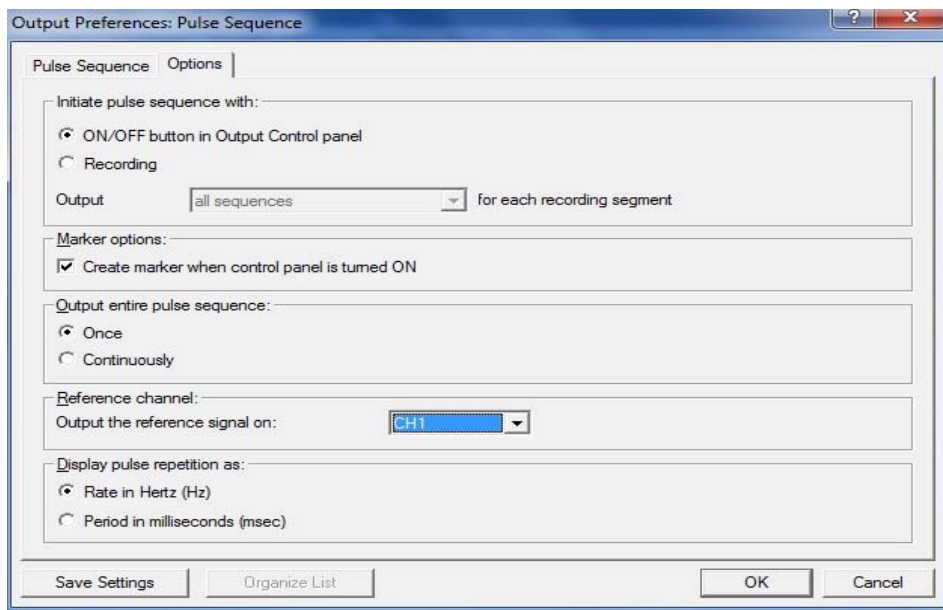 Output Preferences: Pulse Sequence
Pulse Sequence Options
Initiate pulse sequence with:
ON/OFF button in Output Control panel
Recording
Output all sequences for each recording segment
Marker options:
Create marker when control panel is turned ON
Output entire pulse sequence:
Once
Continuously
Reference channel:
Output the reference signal on: CH1
Display pulse repetition as:
Rate in Hertz (Hz)
Period in milliseconds (msec)
Save Settings Organize List OK Cancel